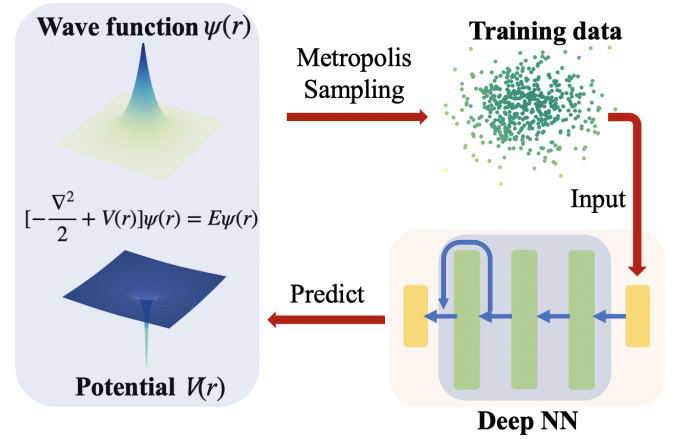 Wave function ψ(r)
[-∇²/2 + V(r)]ψ(r) = Eψ(r)
Potential V(r)
Metropolis
Sampling
Training data
Input
Predict
Deep NN